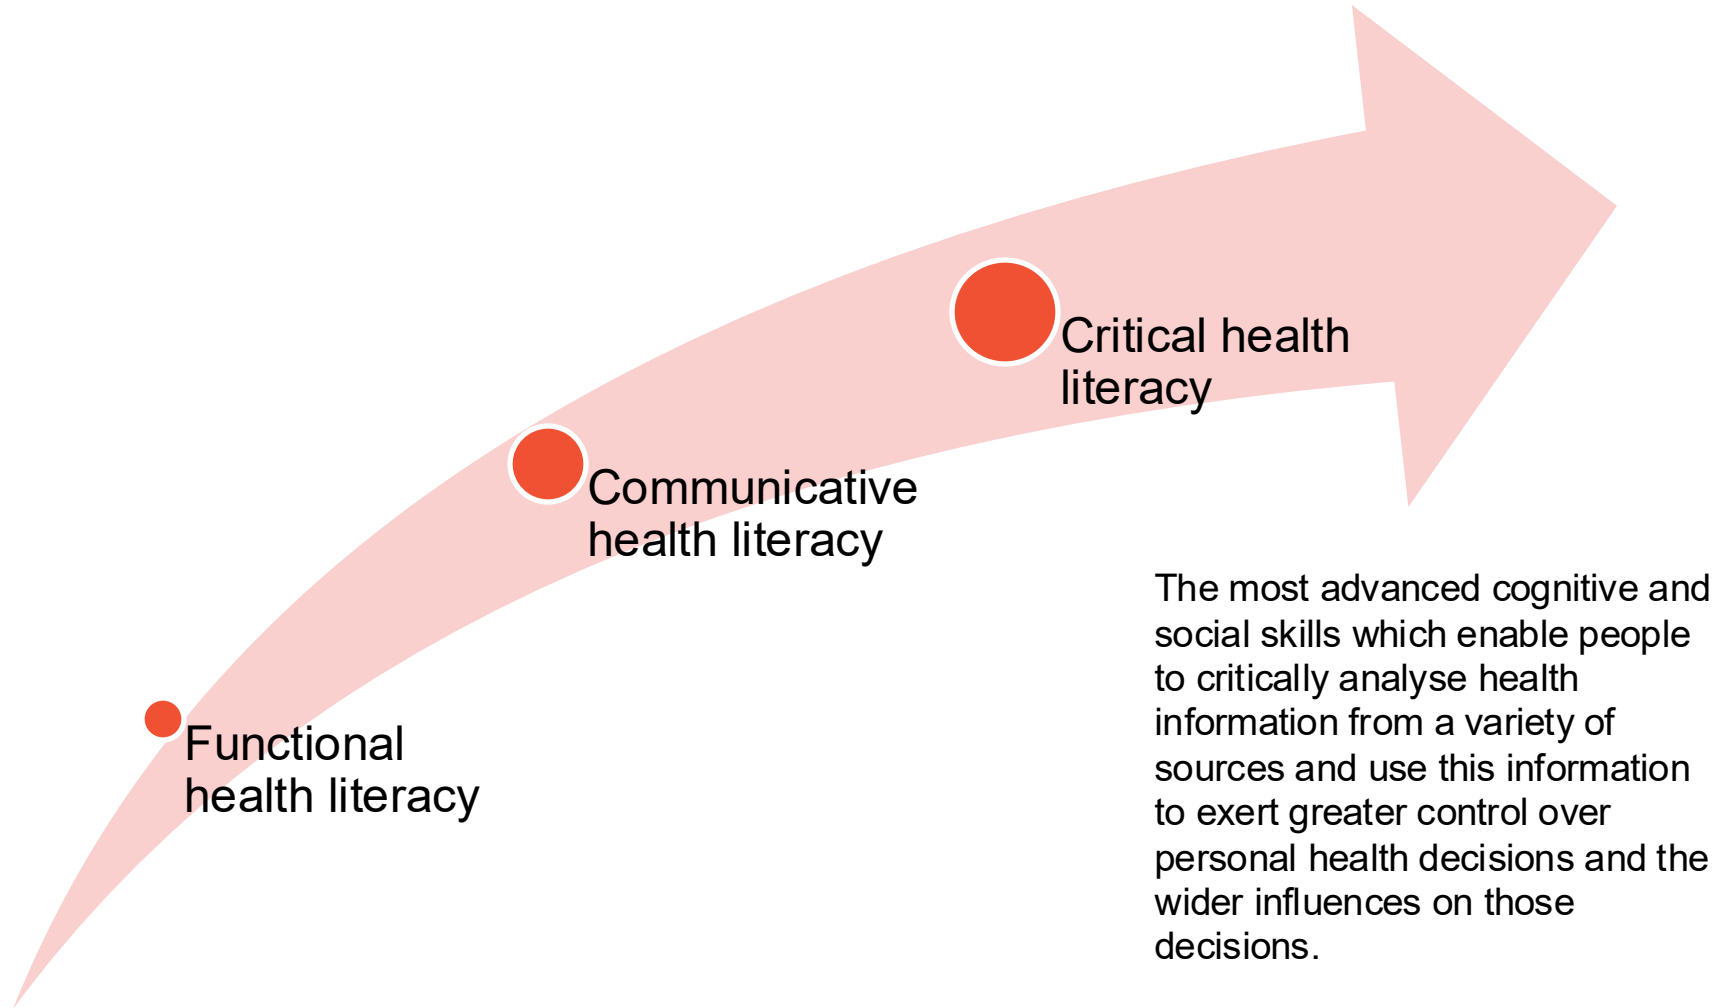 Critical health
literacy
Communicative
health literacy
Functional
health literacy
The most advanced cognitive and
social skills which enable people
to critically analyse health
information from a variety of
sources and use this information
to exert greater control over
personal health decisions and the
wider influences on those
decisions.